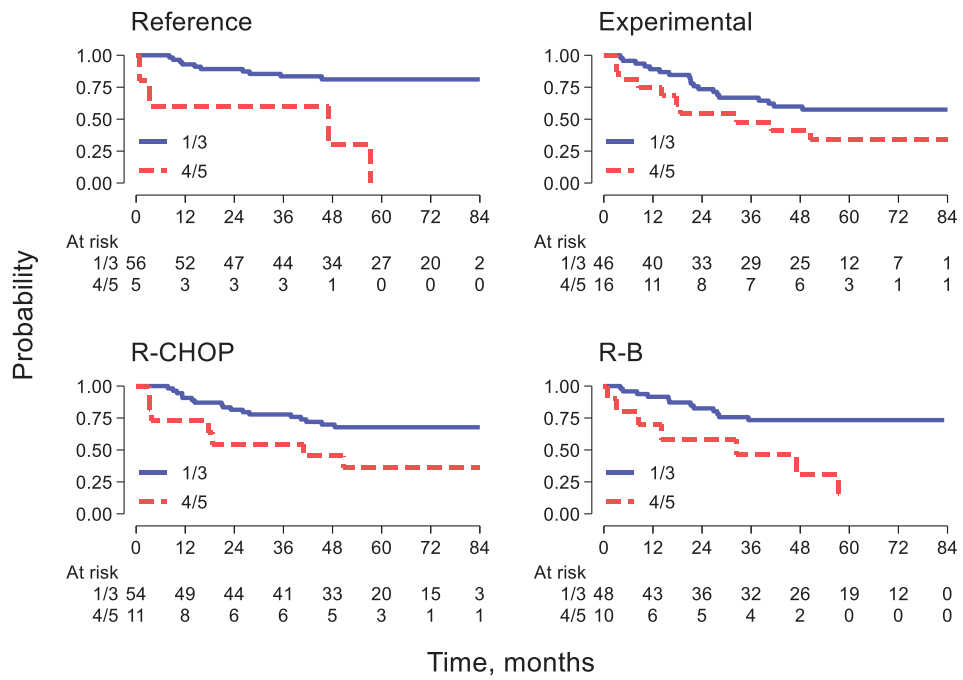 Reference
1.00
0.75
0.50
0.25
0.00
1/3
4/5
0 12 24 36 48 60 72 84
At risk
1/3 56 52 47 44 34 27 20 2
4/5 5 3 3 3 1 0 0 0
Experimental
1.00
0.75
0.50
0.25
0.00
1/3
4/5
0 12 24 36 48 60 72 84
At risk
1/3 46 40 33 29 25 12 7 1
4/5 16 11 8 7 6 3 1 1
Probability
R-CHOP
1.00
0.75
0.50
0.25
0.00
1/3
4/5
0 12 24 36 48 60 72 84
At risk
1/3 54 49 44 41 33 20 15 3
4/5 11 8 6 6 5 3 1 1
R-B
1.00
0.75
0.50
0.25
0.00
1/3
4/5
0 12 24 36 48 60 72 84
At risk
1/3 48 43 36 32 26 19 12 0
4/5 10 6 5 4 2 0 0 0
Time, months